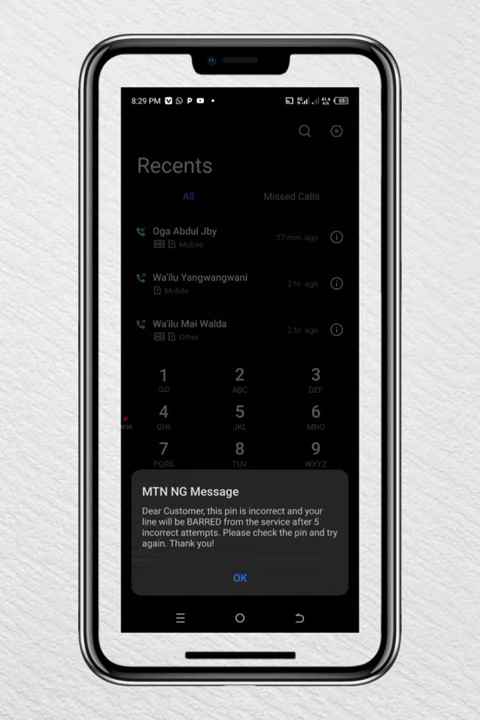 8:29 PM
Recents
All
Missed Calls
Oga Abdul Jby
27 min. ago
Mobile
Wa'ilu Yangwangwani
2 hr. ago
Mobile
Wa'ilu Mai Walda
2 hr. ago
Other
1
2
3
ABC
DEF
4
5
6
GHI
JKL
MNO
7
8
9
PQRS
TUV
WXYZ
MTN NG Message
Dear Customer, this pin is incorrect and your
line will be BARRED from the service after 5
incorrect attempts. Please check the pin and try
again. Thank you!
OK